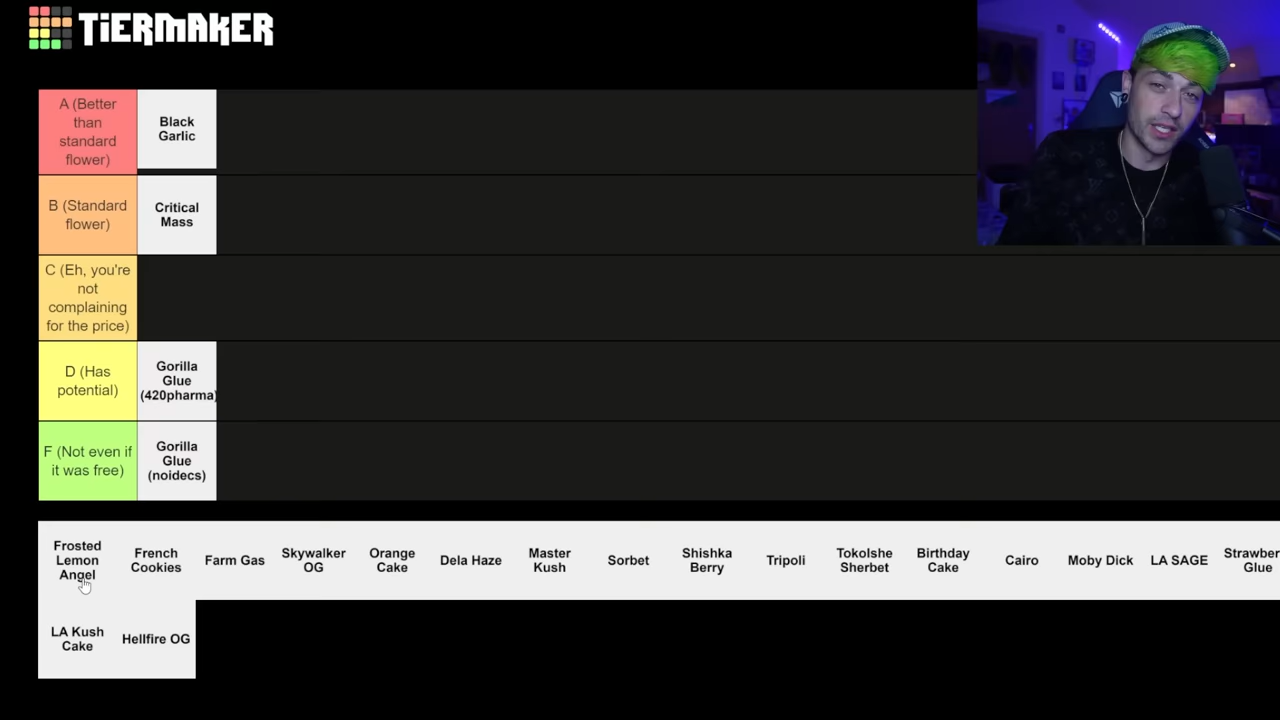 TiERMAKER
A (Better
than
standard
flower)
Black
Garlic
B (Standard
flower)
Critical
Mass
C (Eh, you're
not
complaining
for the price)
D (Has
potential)
Gorilla
Glue
(420pharma)
F (Not even if
it was free)
Gorilla
Glue
(noidecs)
Frosted
Lemon
Angel
French
Cookies
Farm Gas
Skywalker
OG
Orange
Cake
Dela Haze
Master
Kush
Sorbet
Shishka
Berry
Tripoli
Tokolshe
Sherbet
Birthday
Cake
Cairo
Moby Dick
LA SAGE
Strawber
Glue
LA Kush
Cake
Hellfire OG